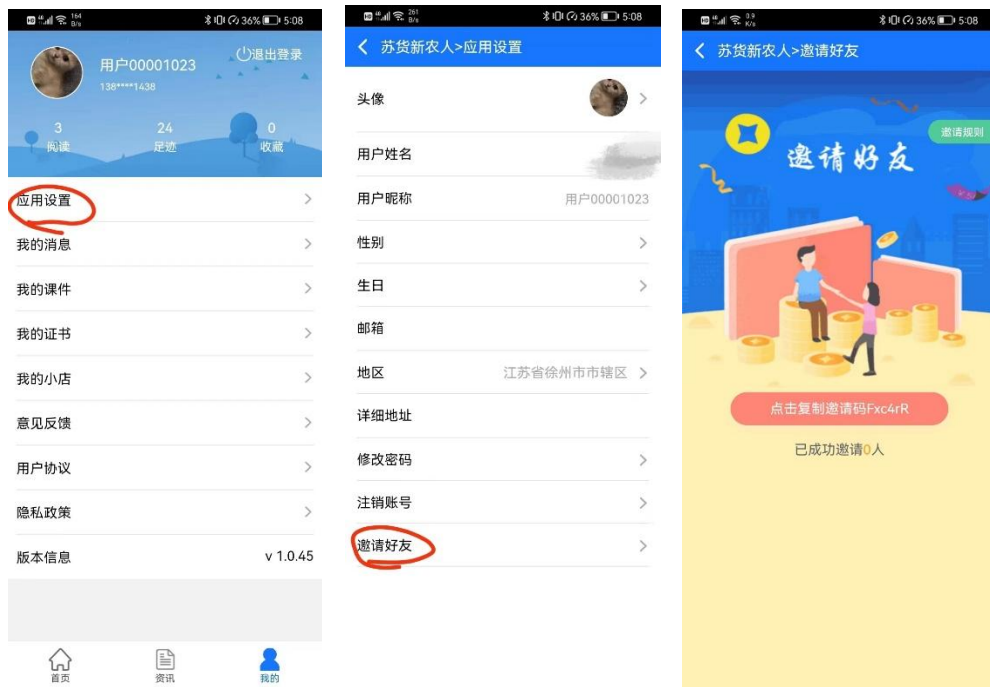 164
B/s
36%
5:08
用户00001023
退出登录
138****1438
3
24
0
阅读
足迹
收藏
应用设置
我的消息
我的课件
我的证书
我的小店
意见反馈
用户协议
隐私政策
版本信息
v 1.0.45
首页
资讯
我的
261
B/s
36%
5:08
苏货新农人>应用设置
头像
用户姓名
用户昵称
用户00001023
性别
生日
邮箱
地区
江苏省徐州市市辖区
详细地址
修改密码
注销账号
邀请好友
3.9
K/s
36%
5:08
苏货新农人>邀请好友
邀请规则
邀请好友
点击复制邀请码Fxc4rR
已成功邀请0人